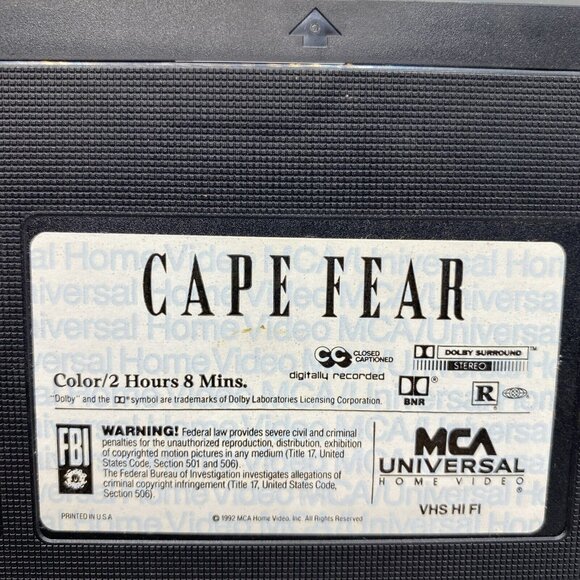 CAPE FEAR
CC CLOSED CAPTIONED
digitally recorded
DOLBY SURROUND™
STEREO
BNR
R
Color/2 Hours 8 Mins.
"Dolby" and the DD® symbol are trademarks of Dolby Laboratories Licensing Corporation.
FBI
WARNING! Federal law provides severe civil and criminal
penalties for the unauthorized reproduction, distribution, exhibition
of copyrighted motion pictures in any medium (Title 17, United
States Code, Section 501 and 506).
The Federal Bureau of Investigation investigates allegations of
criminal copyright infringement (Title 17, United States Code,
Section 506).
MCA
UNIVERSAL
HOME VIDEO®
VHS HI FI
PRINTED IN U.S.A
© 1992 MCA Home Video, Inc. All Rights Reserved